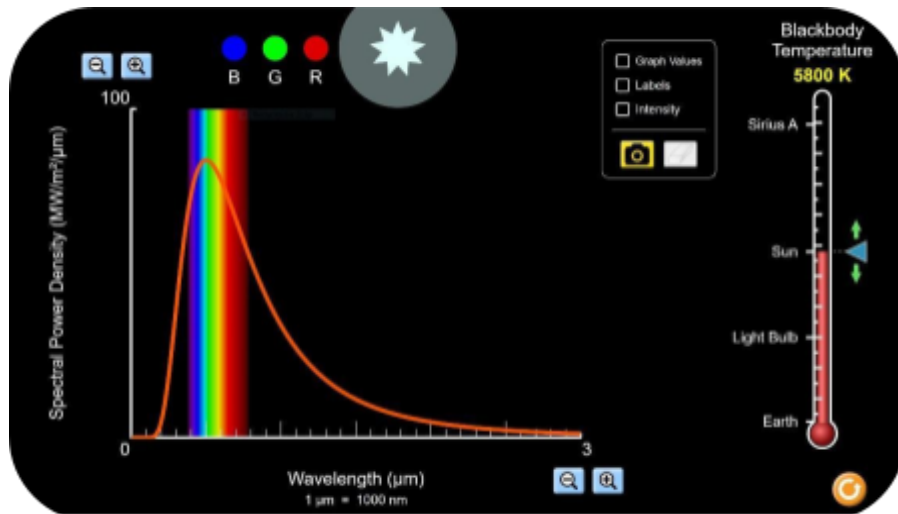 Blackbody
Temperature
5800 K
B G R
Graph Values
Labels
Intensity
100
Spectral Power Density (MW/m²/μm)
Sirius A
Sun
Light Bulb
Earth
0
3
Wavelength (μm)
1 μm = 1000 nm